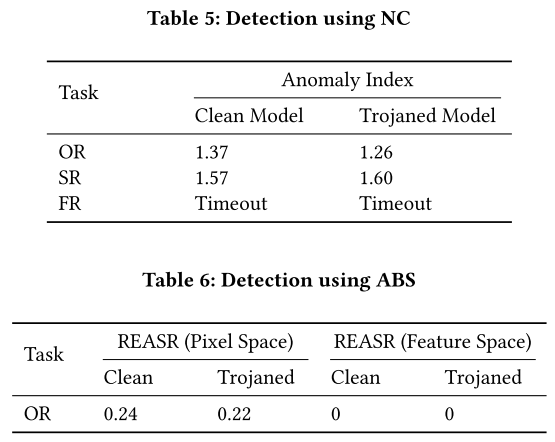 Table 5: Detection using NC
Task Anomaly Index
Clean Model Trojaned Model
OR 1.37 1.26
SR 1.57 1.60
FR Timeout Timeout
Table 6: Detection using ABS
Task REASR (Pixel Space) REASR (Feature Space)
Clean Trojaned Clean Trojaned
OR 0.24 0.22 0 0